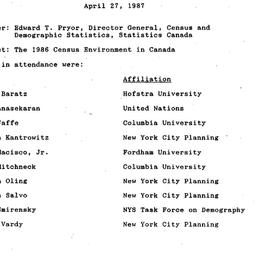 April 27, 1987
er: Edward T. Pryor, Director General, Census and
Demographic Statistics, Statistics Canada
ct: The 1986 Census Environment in Canada
in attendance were:
Affiliation
Baratz Hofstra University
nasekaran United Nations
affe Columbia University
Kantrowitz New York City Planning
acisco, Jr. Fordham University
itchneck Columbia University
Oling New York City Planning
Salvo New York City Planning
mirensky NYS Task Force on Demography
Vardy New York City Planning